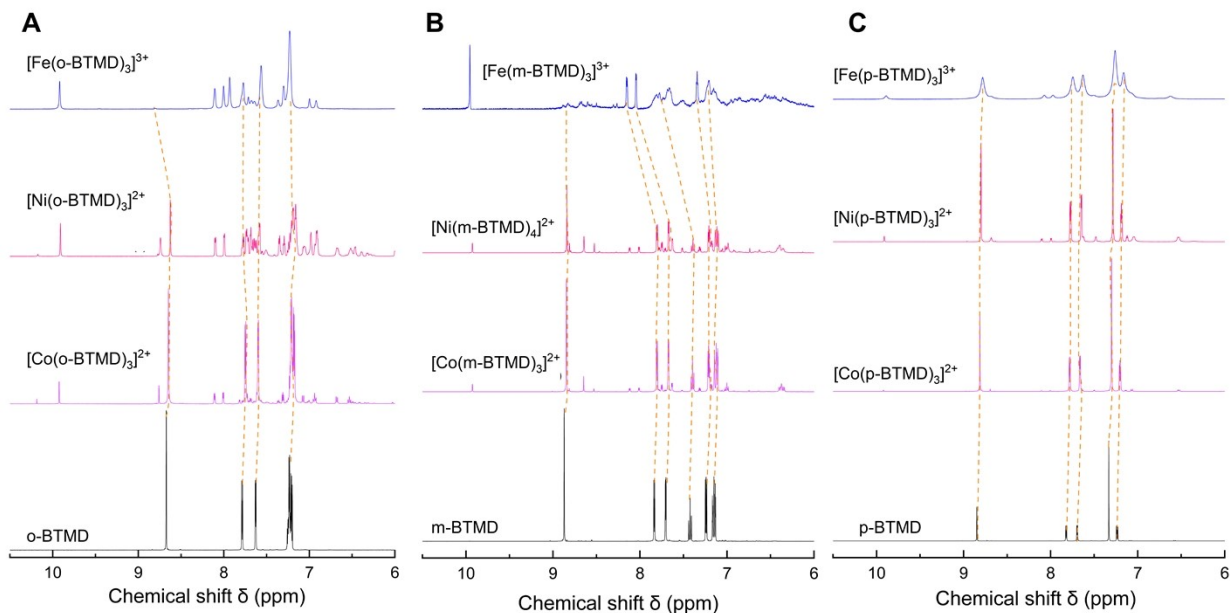 A
[Fe(o-BTMD)₃]³⁺
[Ni(o-BTMD)₃]²⁺
[Co(o-BTMD)₃]²⁺
o-BTMD
10 9 8 7 6
Chemical shift δ (ppm)
B
[Fe(m-BTMD)₃]³⁺
[Ni(m-BTMD)₄]²⁺
[Co(m-BTMD)₃]²⁺
m-BTMD
10 9 8 7 6
Chemical shift δ (ppm)
C
[Fe(p-BTMD)₃]³⁺
[Ni(p-BTMD)₃]²⁺
[Co(p-BTMD)₃]²⁺
p-BTMD
10 9 8 7 6
Chemical shift δ (ppm)